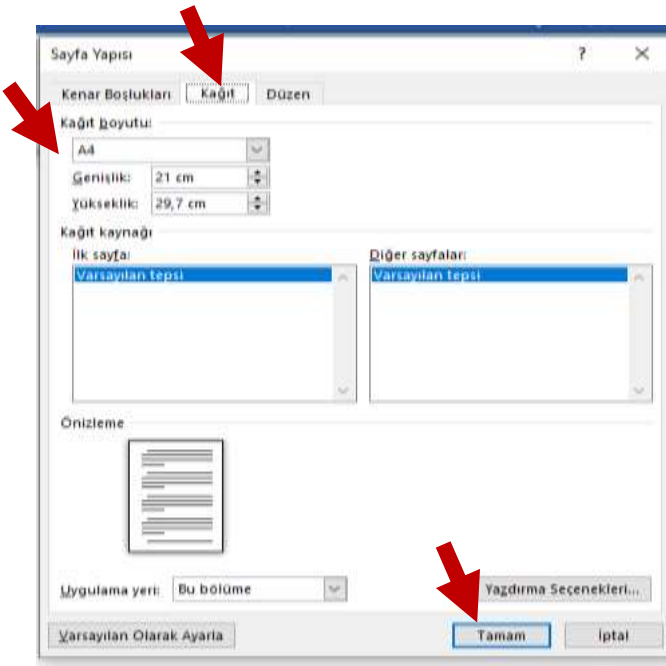 Sayfa Yapısı ? ✕
Kenar Boşlukları Kağıt Düzen
Kağıt boyutu:
A4
Genişlik: 21 cm
Yükseklik: 29,7 cm
Kağıt kaynağı
İlk sayfa: Diğer sayfalar:
Varsayılan tepsi Varsayılan tepsi
Önizleme
Uygulama yeri: Bu bölüme Yazdırma Seçenekleri...
Varsayılan Olarak Ayarla Tamam İptal